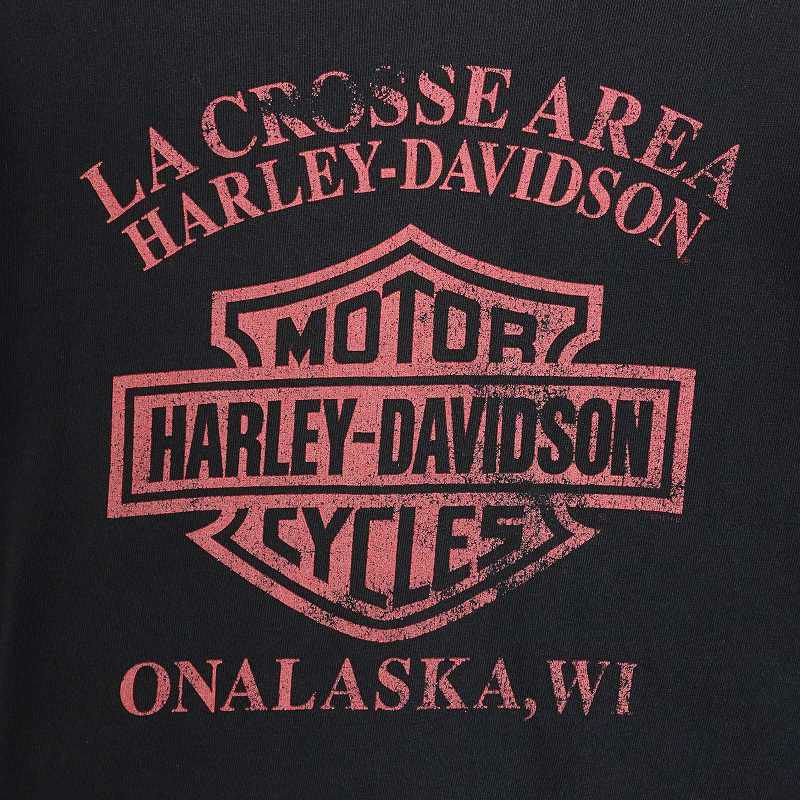 LA CROSSE AREA
HARLEY-DAVIDSON
MOTOR
HARLEY-DAVIDSON
CYCLES
ONALASKA, WI